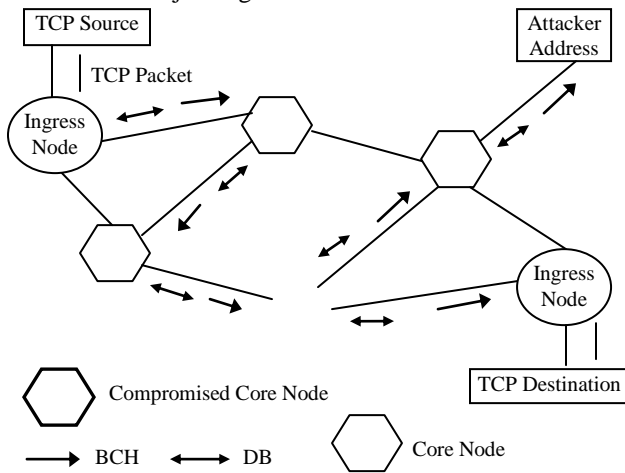 TCP Source
Attacker
Address
TCP Packet
Ingress
Node
Ingress
Node
TCP Destination
Compromised Core Node
Core Node
BCH
DB